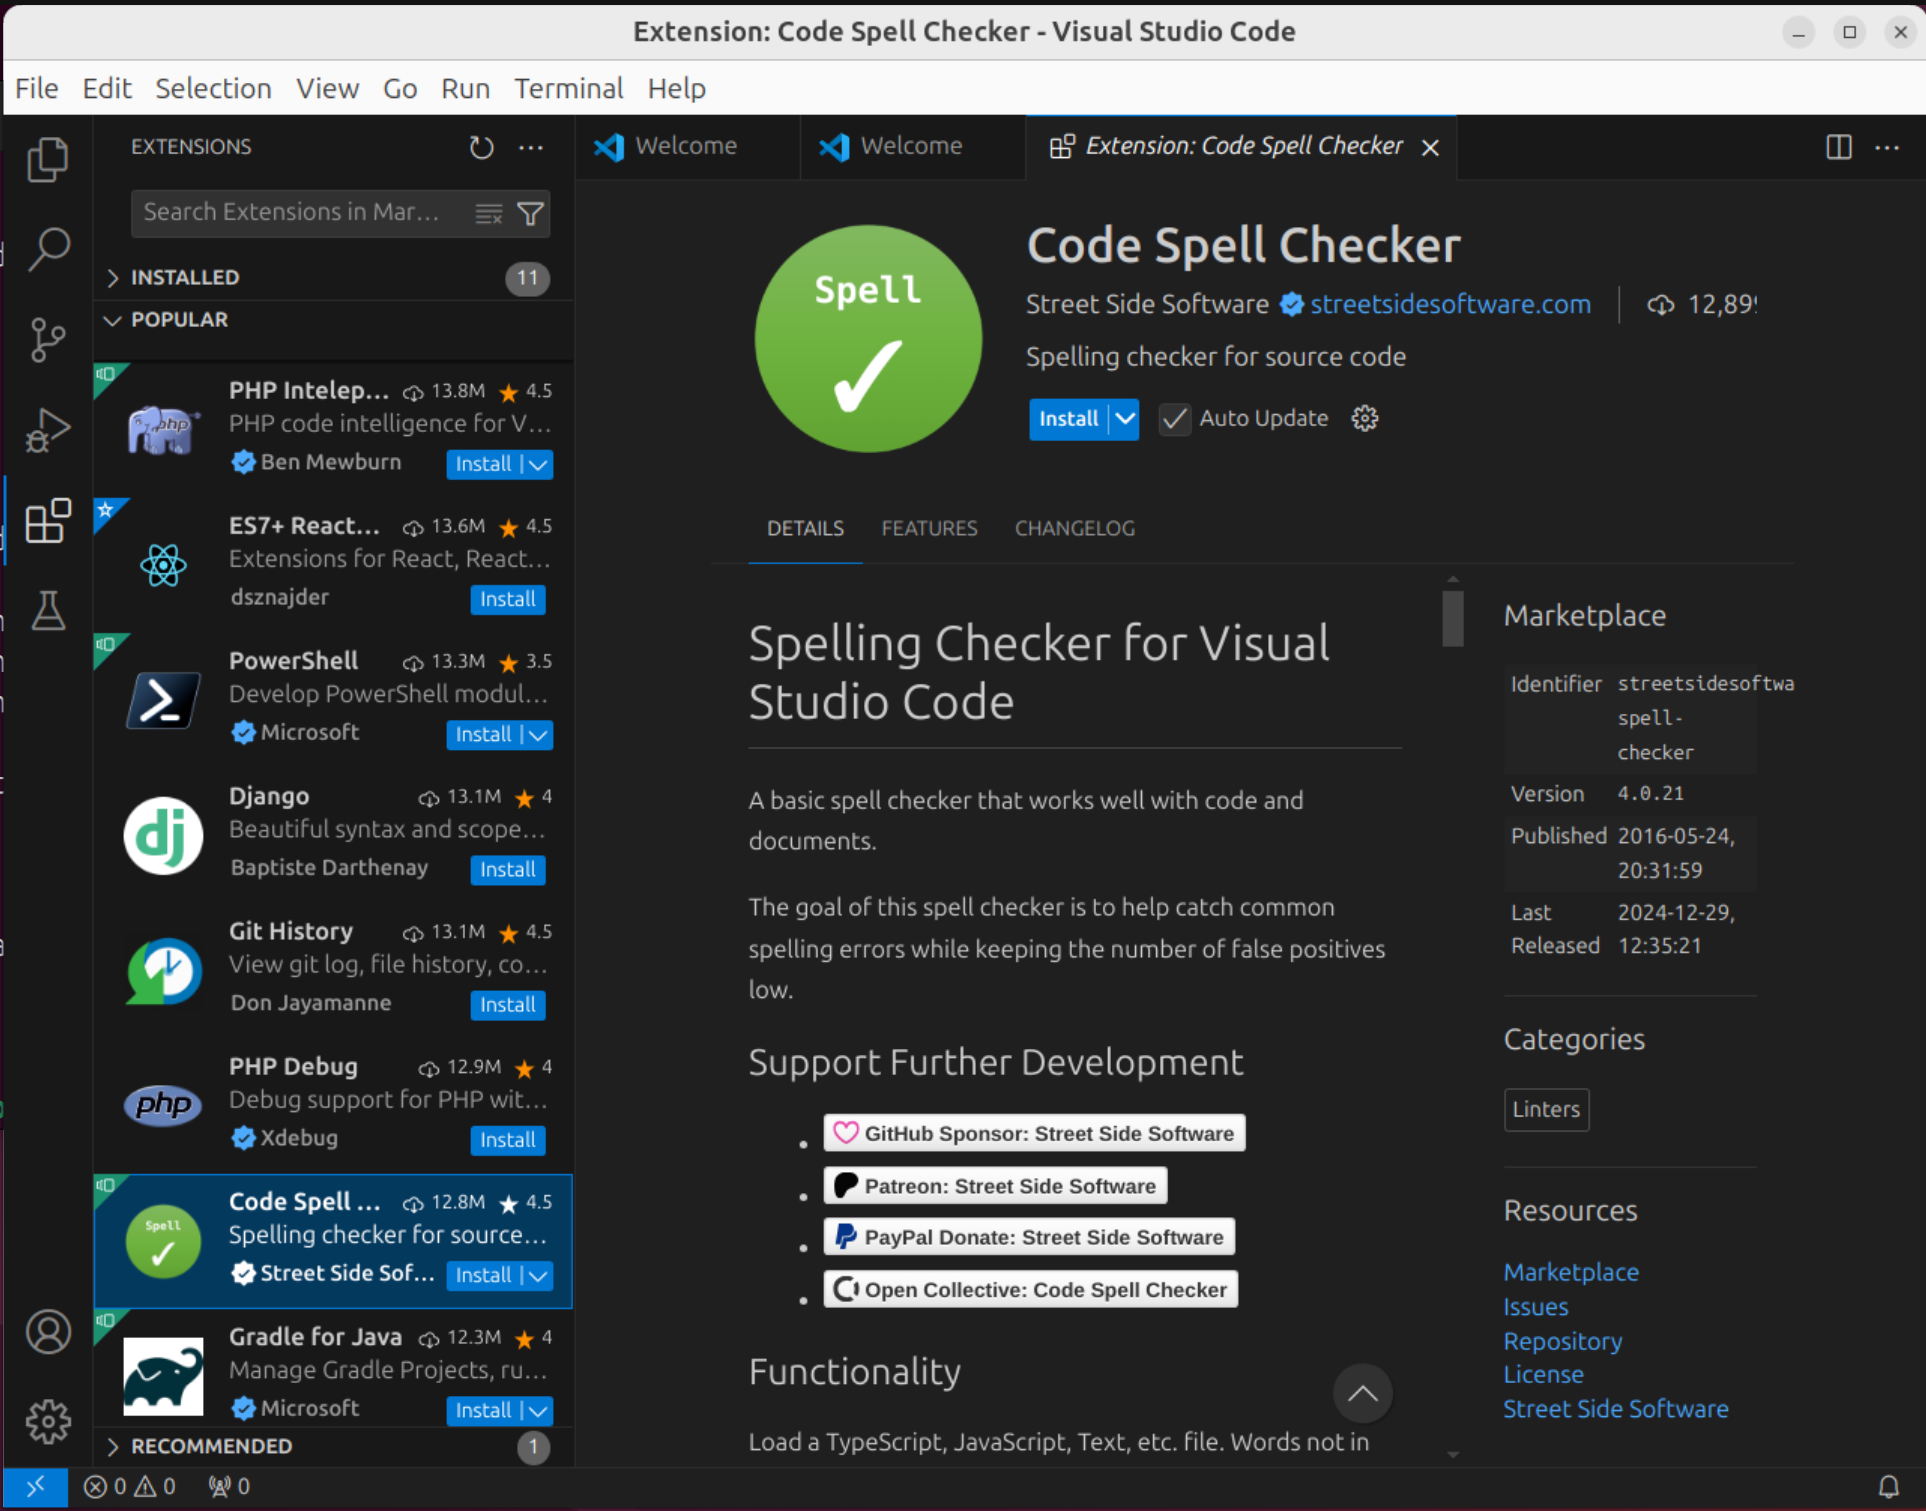 Extension: Code Spell Checker - Visual Studio Code
File Edit Selection View Go Run Terminal Help
EXTENSIONS
Search Extensions in Mar...
INSTALLED 11
POPULAR
PHP Intelep... 13.8M 4.5
PHP code intelligence for V...
Ben Mewburn Install
ES7+ React... 13.6M 4.5
Extensions for React, React...
dsznajder Install
PowerShell 13.3M 3.5
Develop PowerShell modul...
Microsoft Install
Django 13.1M 4
Beautiful syntax and scope...
Baptiste Darthenay Install
Git History 13.1M 4.5
View git log, file history, co...
Don Jayamanne Install
PHP Debug 12.9M 4
Debug support for PHP wit...
Xdebug Install
Code Spell ... 12.8M 4.5
Spelling checker for source...
Street Side Sof... Install
Gradle for Java 12.3M 4
Manage Gradle Projects, ru...
Microsoft Install
RECOMMENDED 1
Welcome Welcome Extension: Code Spell Checker
Spell
Code Spell Checker
Street Side Software streetsidesoftware.com 12,89
Spelling checker for source code
Install Auto Update
DETAILS FEATURES CHANGELOG
Spelling Checker for Visual
Studio Code
A basic spell checker that works well with code and
documents.
The goal of this spell checker is to help catch common
spelling errors while keeping the number of false positives
low.
Support Further Development
GitHub Sponsor: Street Side Software
Patreon: Street Side Software
PayPal Donate: Street Side Software
Open Collective: Code Spell Checker
Functionality
Load a TypeScript, JavaScript, Text, etc. file. Words not in
Marketplace
Identifier streetsidesoftwa
spell-
checker
Version 4.0.21
Published 2016-05-24,
20:31:59
Last 2024-12-29,
Released 12:35:21
Categories
Linters
Resources
Marketplace
Issues
Repository
License
Street Side Software
0 0 0